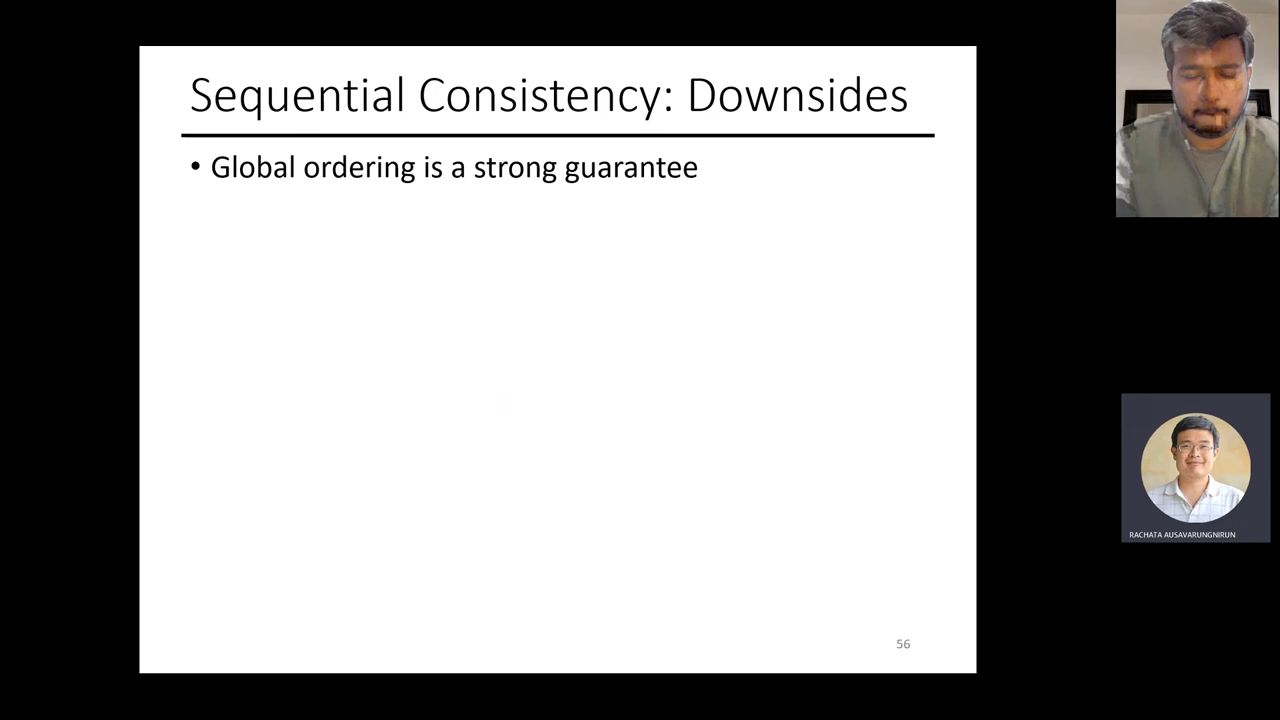 Sequential Consistency: Downsides
• Global ordering is a strong guarantee
56
RACHATA AUSAVARUNGNIRUN